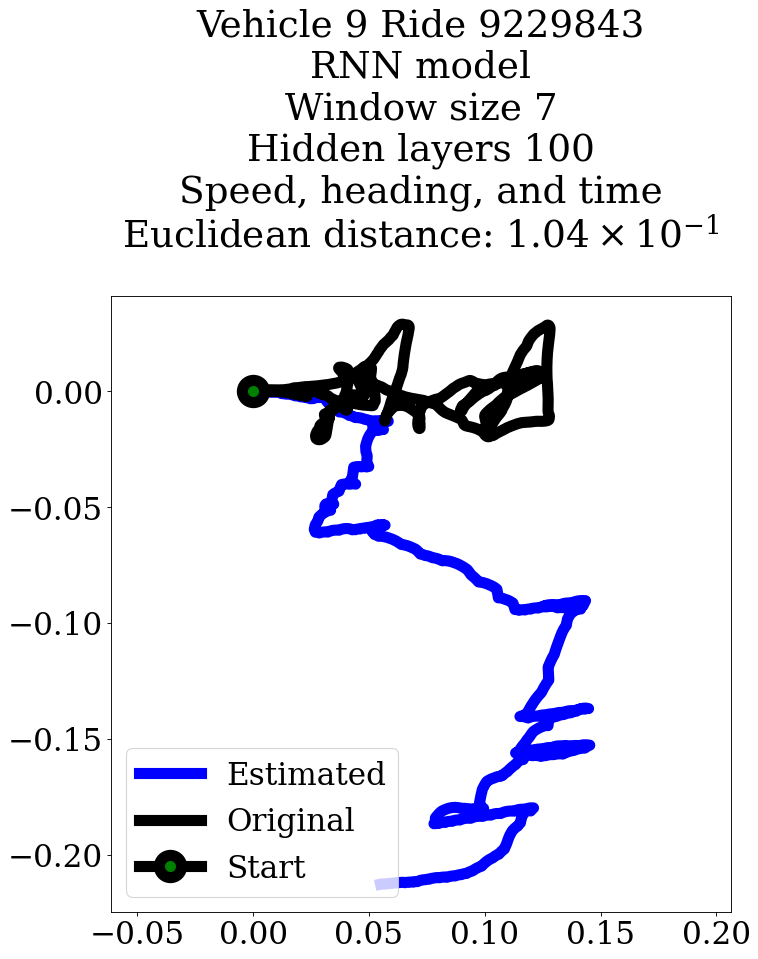 Vehicle 9 Ride 9229843
RNN model
Window size 7
Hidden layers 100
Speed, heading, and time
Euclidean distance: 1.04 × 10⁻¹
0.00
−0.05
−0.10
−0.15
−0.20
Estimated
Original
Start
−0.05 0.00 0.05 0.10 0.15 0.20